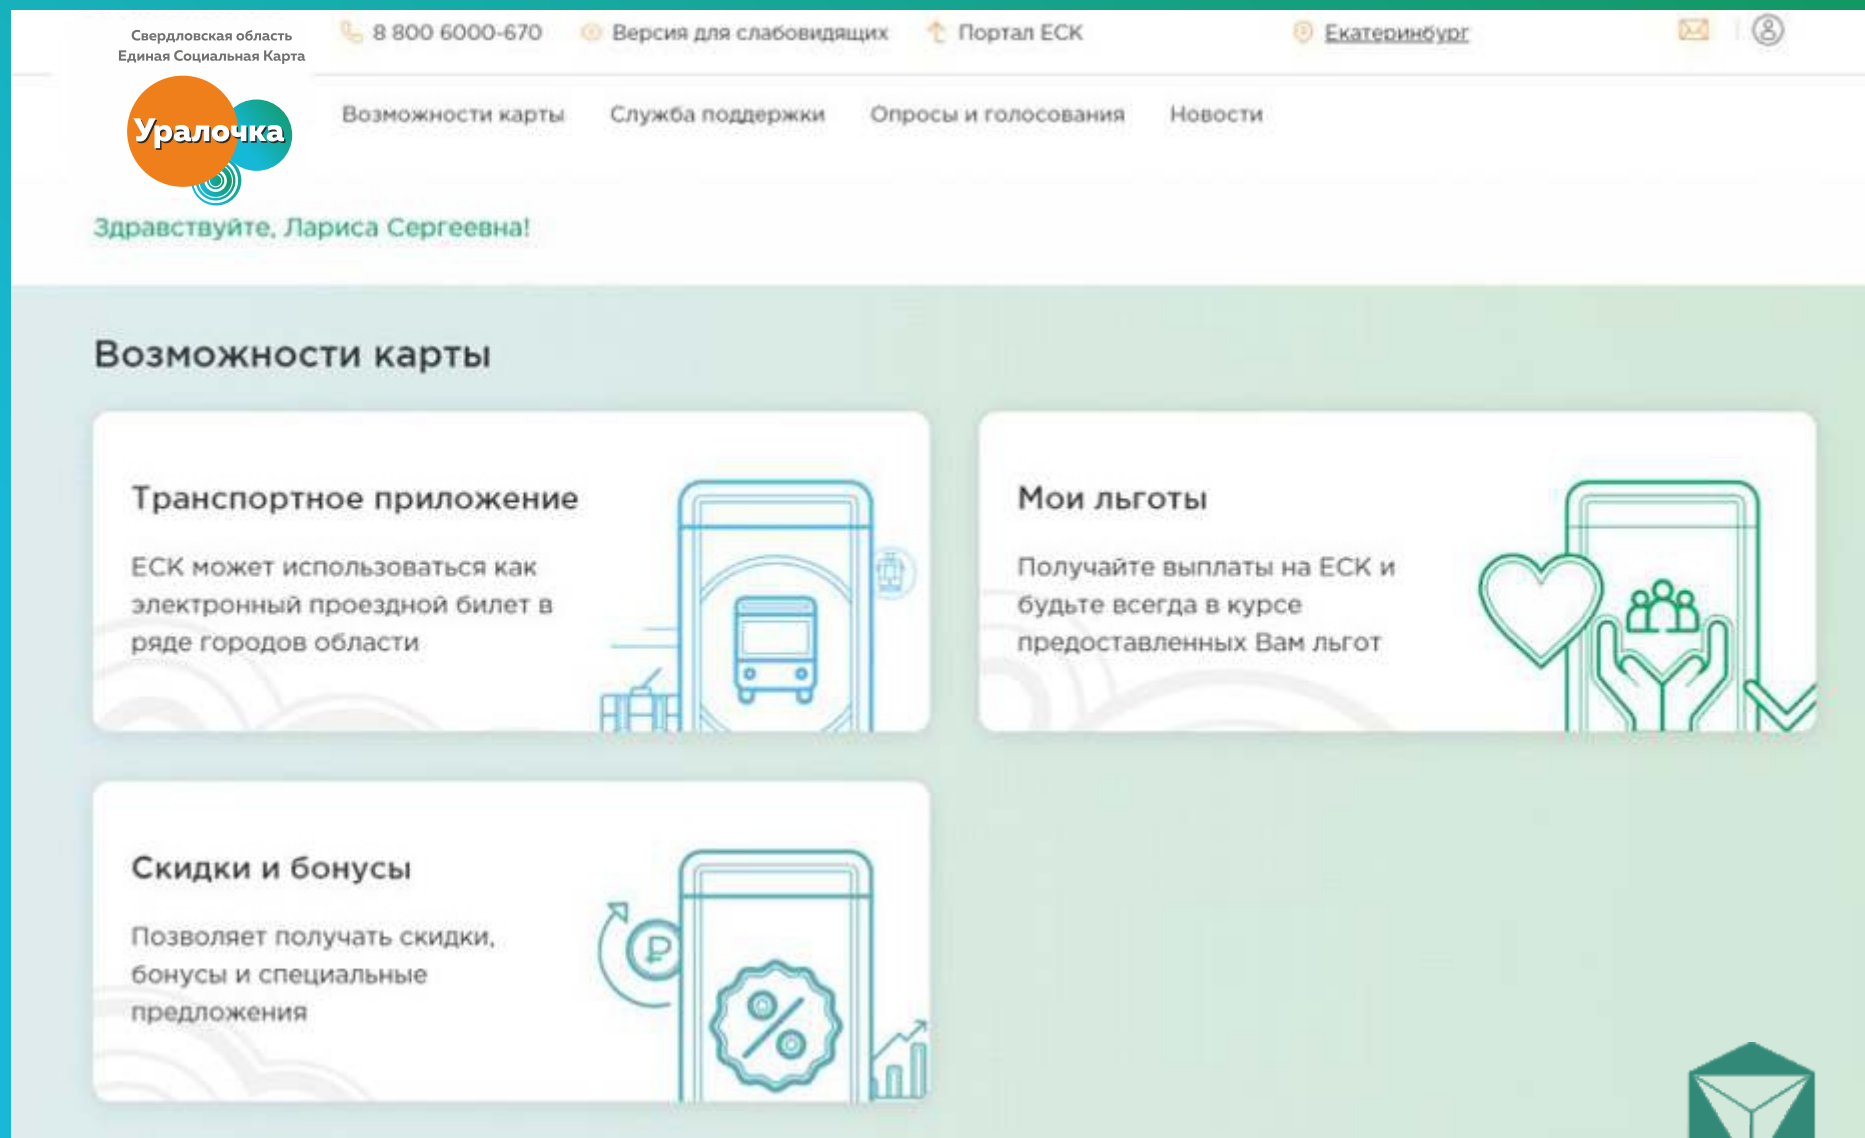 Свердловская область
Единая Социальная Карта
Уралочка
8 800 6000-670
Версия для слабовидящих
Портал ЕСК
Екатеринбург
Возможности карты
Служба поддержки
Опросы и голосования
Новости
Здравствуйте, Лариса Сергеевна!
Возможности карты
Транспортное приложение
ЕСК может использоваться как
электронный проездной билет в
ряде городов области
Мои льготы
Получайте выплаты на ЕСК и
будьте всегда в курсе
предоставленных Вам льгот
Скидки и бонусы
Позволяет получать скидки,
бонусы и специальные
предложения